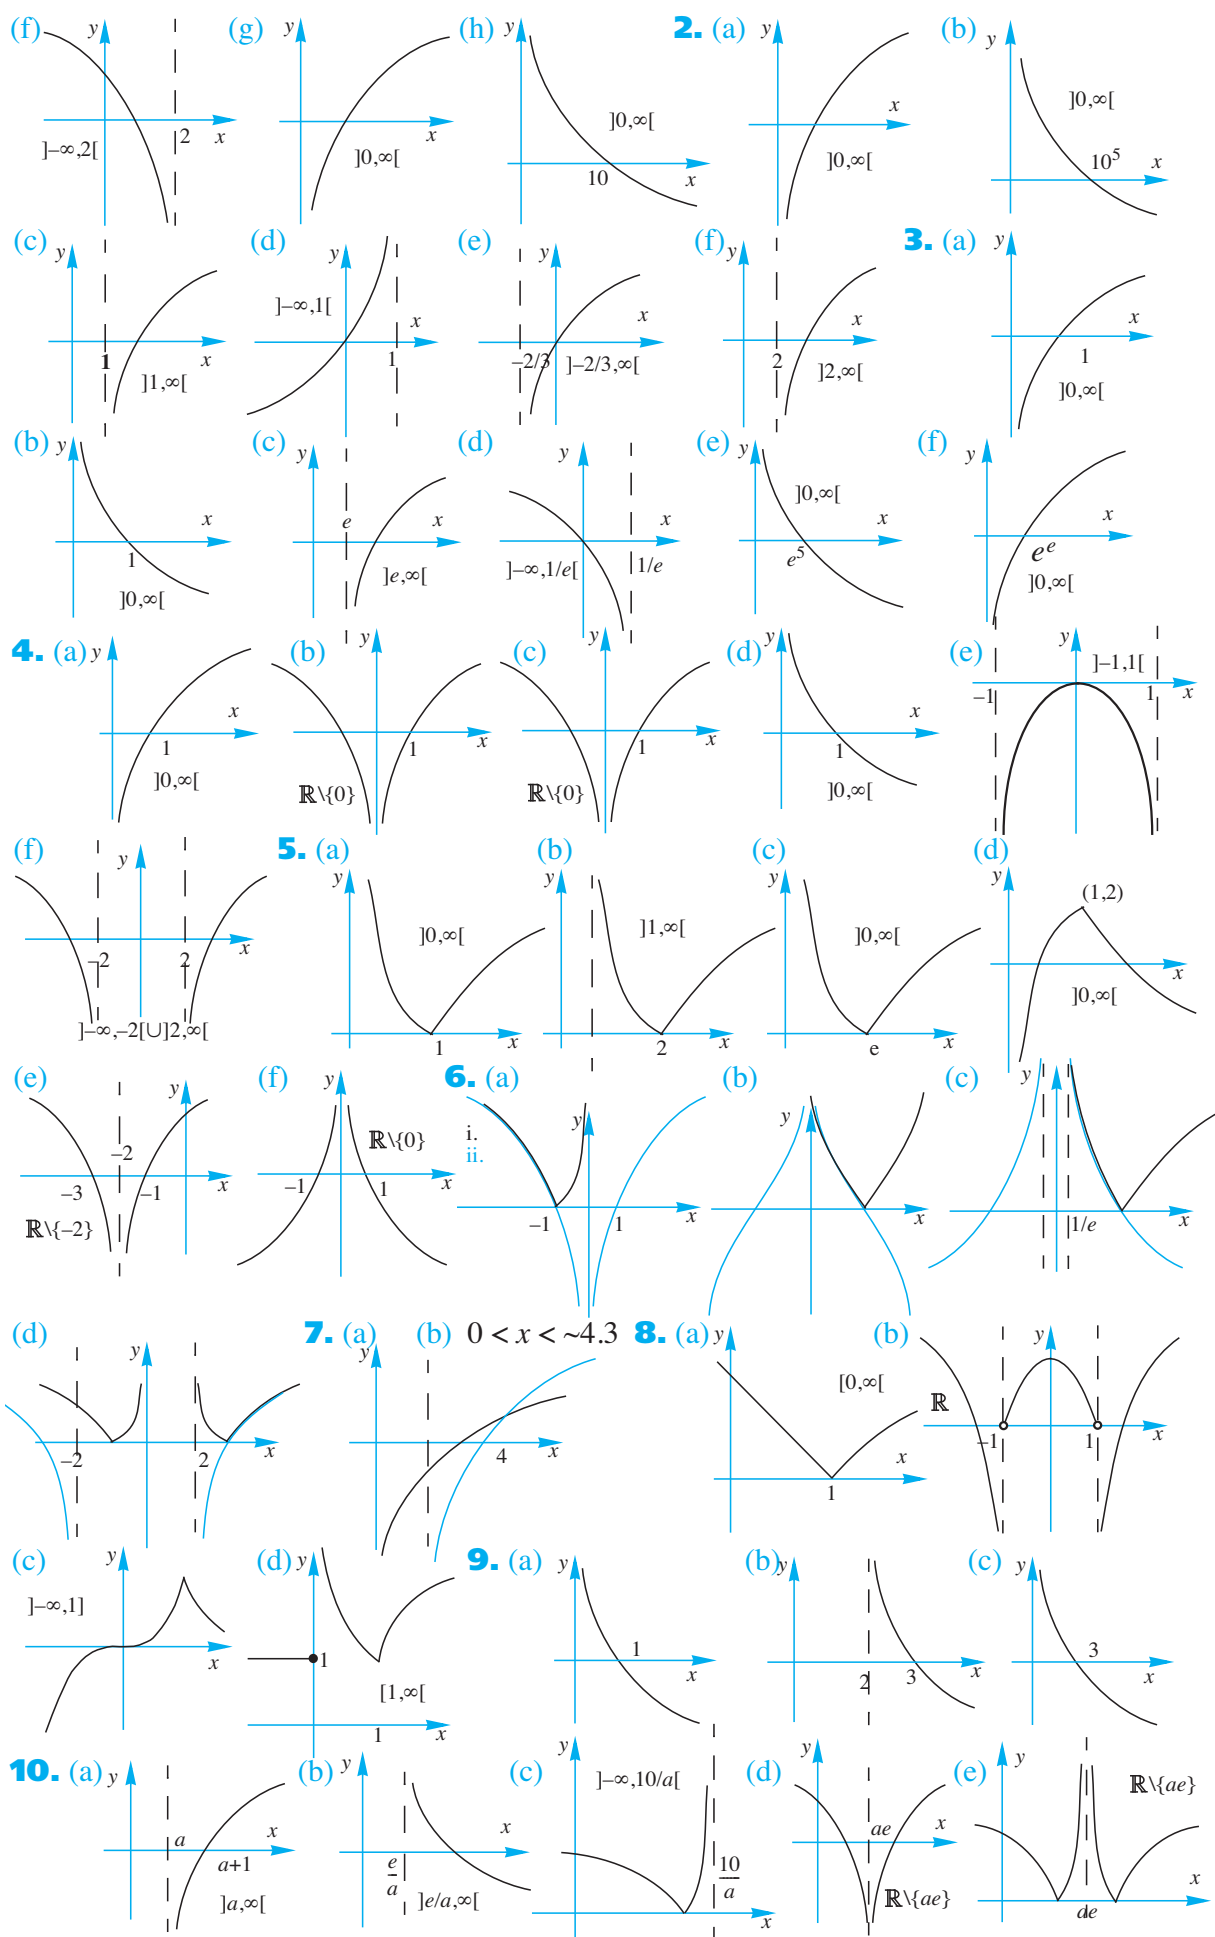 (f) y (g) y (h) y 2. (a) y (b) y
]–∞,2[ 2 x ]0,∞[ x ]0,∞[ 10 x x ]0,∞[ ]0,∞[ 10⁵ x
(c) y (d) y (e) y (f) y 3. (a) y
1 ]1,∞[ x ]–∞,1[ 1 x –2/3 ]–2/3,∞[ x 2 ]2,∞[ x 1 x ]0,∞[
(b) y (c) y (d) y (e) y (f) y
1 x ]0,∞[ e x ]e,∞[ ]–∞,1/e[ 1/e x ]0,∞[ e⁵ x eᵉ x ]0,∞[
4. (a) y (b) y (c) y (d) y (e) y
x 1 ]0,∞[ 1 x ℝ\{0} 1 x ℝ\{0} x 1 ]0,∞[ ]–1,1[ –1 1 x
(f) y 5. (a) y (b) y (c) y (d) y
–2 2 x ]–∞,–2[∪]2,∞[ ]0,∞[ 1 x ]1,∞[ 2 x ]0,∞[ e x (1,2) x ]0,∞[
(e) y (f) y 6. (a) y (b) y (c) y
–2 –3 –1 x ℝ\{–2} ℝ\{0} –1 1 x i. ii. –1 1 x x 1/e x
(d) y 7. (a) y (b) 0 < x < ~4.3 8. (a) y (b) y
–2 2 x 4 x [0,∞[ x 1 ℝ –1 1 x
(c) y (d) y 9. (a) y (b) y (c) y
]–∞,1] x 1 [1,∞[ 1 x 1 x 2 3 x 3 x
10. (a) y (b) y (c) y (d) y (e) y
a x a+1 ]a,∞[ x e/a ]e/a,∞[ ]–∞,10/a[ 10/a x ae x ℝ\{ae} ℝ\{ae} x ae